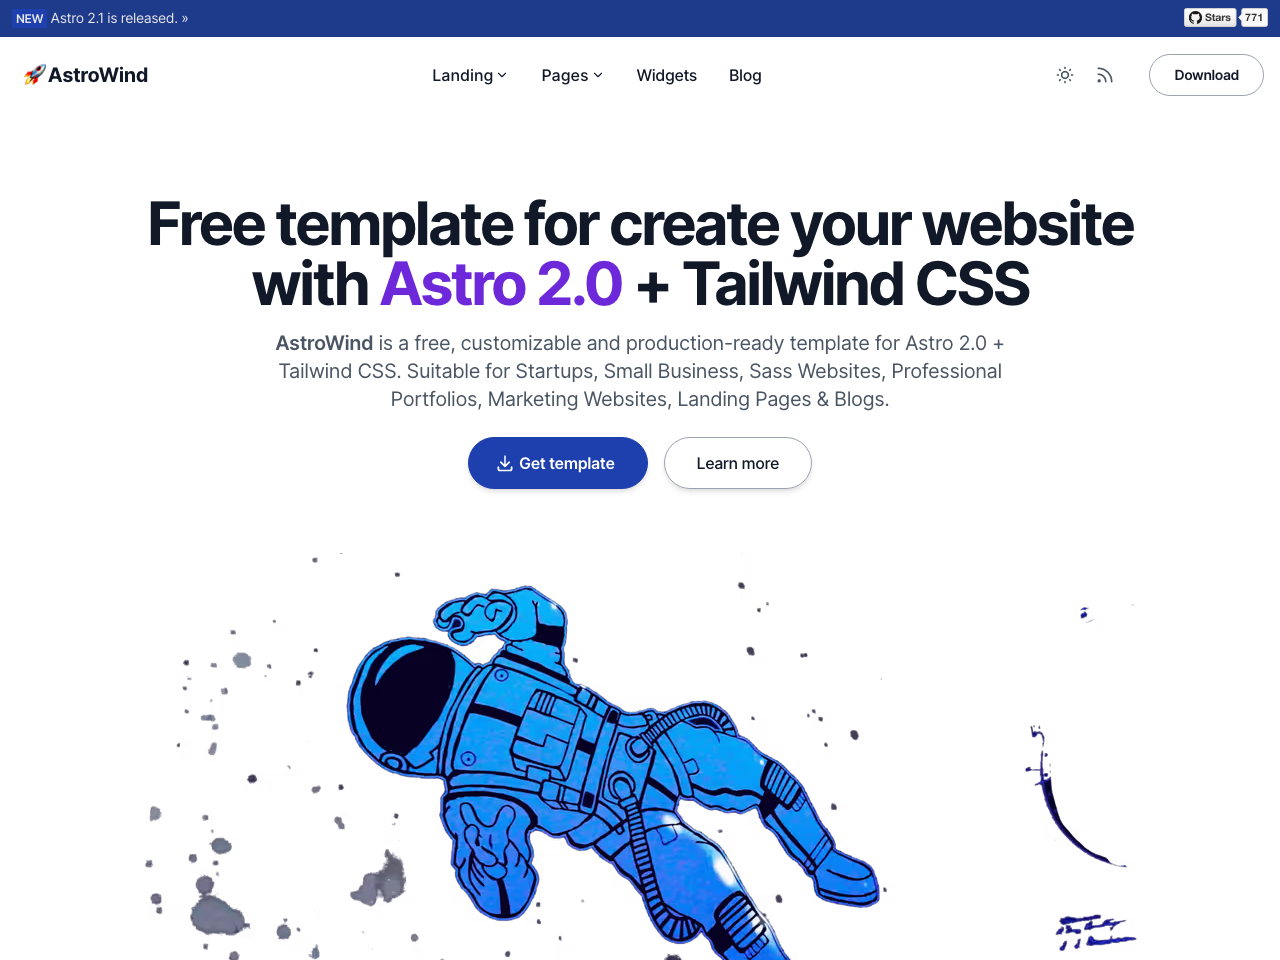 NEW Astro 2.1 is released. »
Stars 771
🚀AstroWind
Landing
Pages
Widgets
Blog
Download
Free template for create your website
with Astro 2.0 + Tailwind CSS
AstroWind is a free, customizable and production-ready template for Astro 2.0 +
Tailwind CSS. Suitable for Startups, Small Business, Sass Websites, Professional
Portfolios, Marketing Websites, Landing Pages & Blogs.
Get template
Learn more